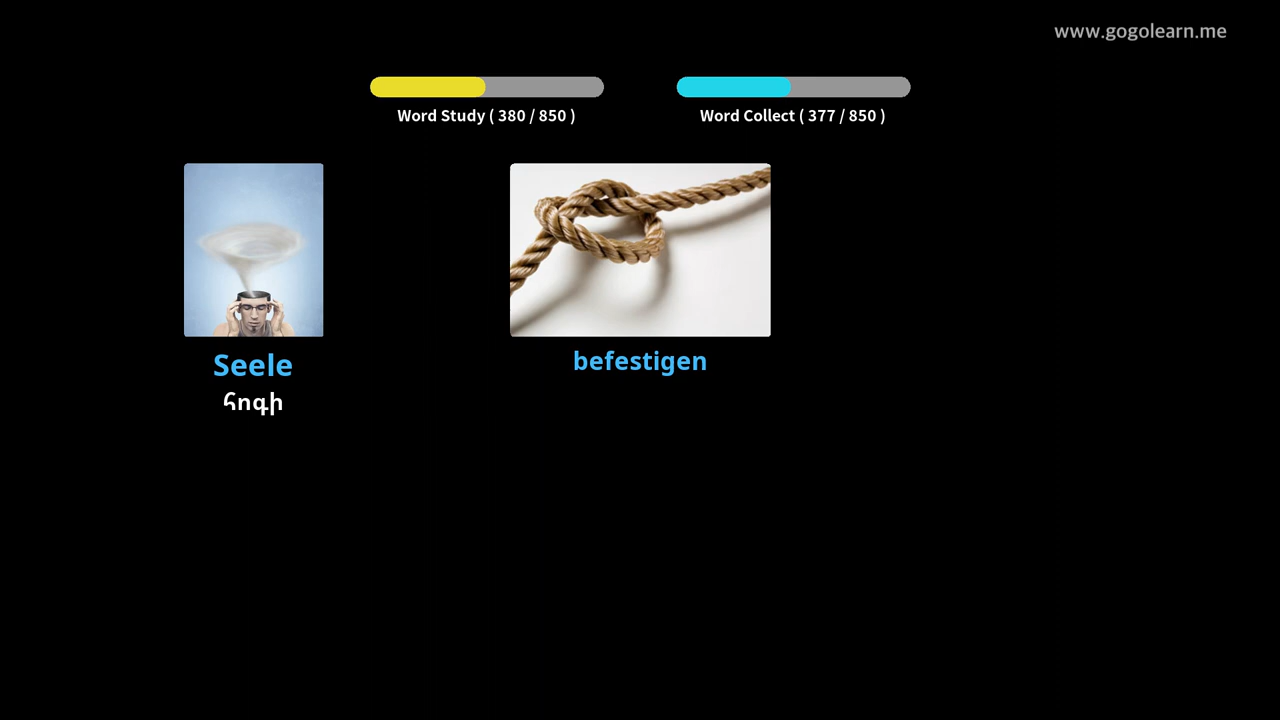 www.gogolearn.me
Word Study ( 380 / 850 )
Word Collect ( 377 / 850 )
Seele
հոգի
befestigen